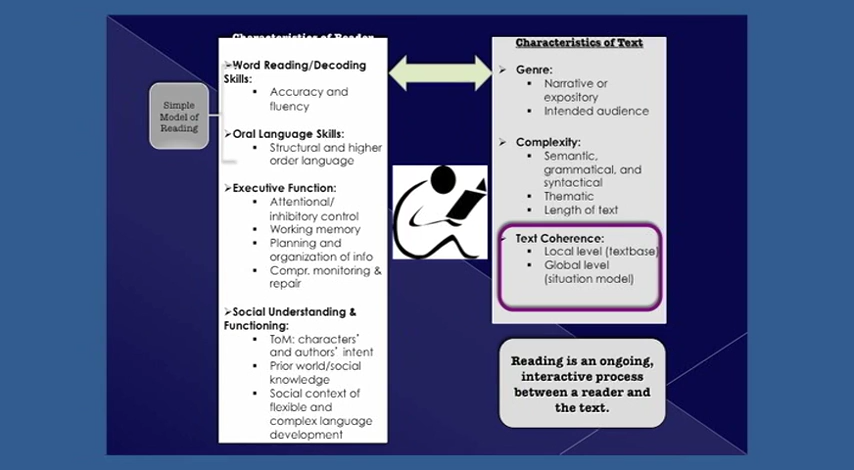 Simple
Model of
Reading
Characteristics of Reader
➢Word Reading/Decoding
Skills:
▪ Accuracy and
fluency
➢Oral Language Skills:
▪ Structural and higher
order language
➢Executive Function:
▪ Attentional/
inhibitory control
▪ Working memory
▪ Planning and
organization of info
▪ Compr. monitoring &
repair
➢Social Understanding &
Functioning:
▪ ToM: characters'
and authors' intent
▪ Prior world/social
knowledge
▪ Social context of
flexible and
complex language
development
Characteristics of Text
➢ Genre:
▪ Narrative or
expository
▪ Intended audience
➢ Complexity:
▪ Semantic,
grammatical, and
syntactical
▪ Thematic
▪ Length of text
➢ Text Coherence:
▪ Local level (textbase)
▪ Global level
(situation model)
Reading is an ongoing,
interactive process
between a reader and
the text.